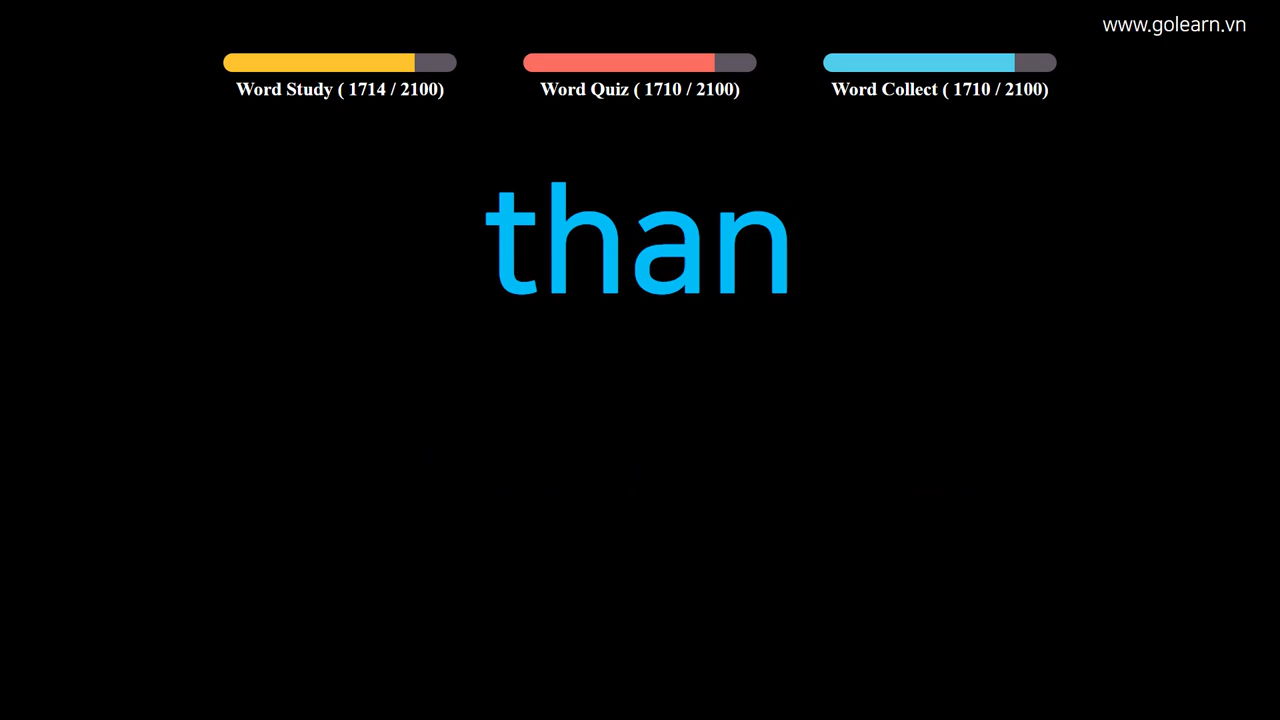 www.golearn.vn
Word Study ( 1714 / 2100)
Word Quiz ( 1710 / 2100)
Word Collect ( 1710 / 2100)
than